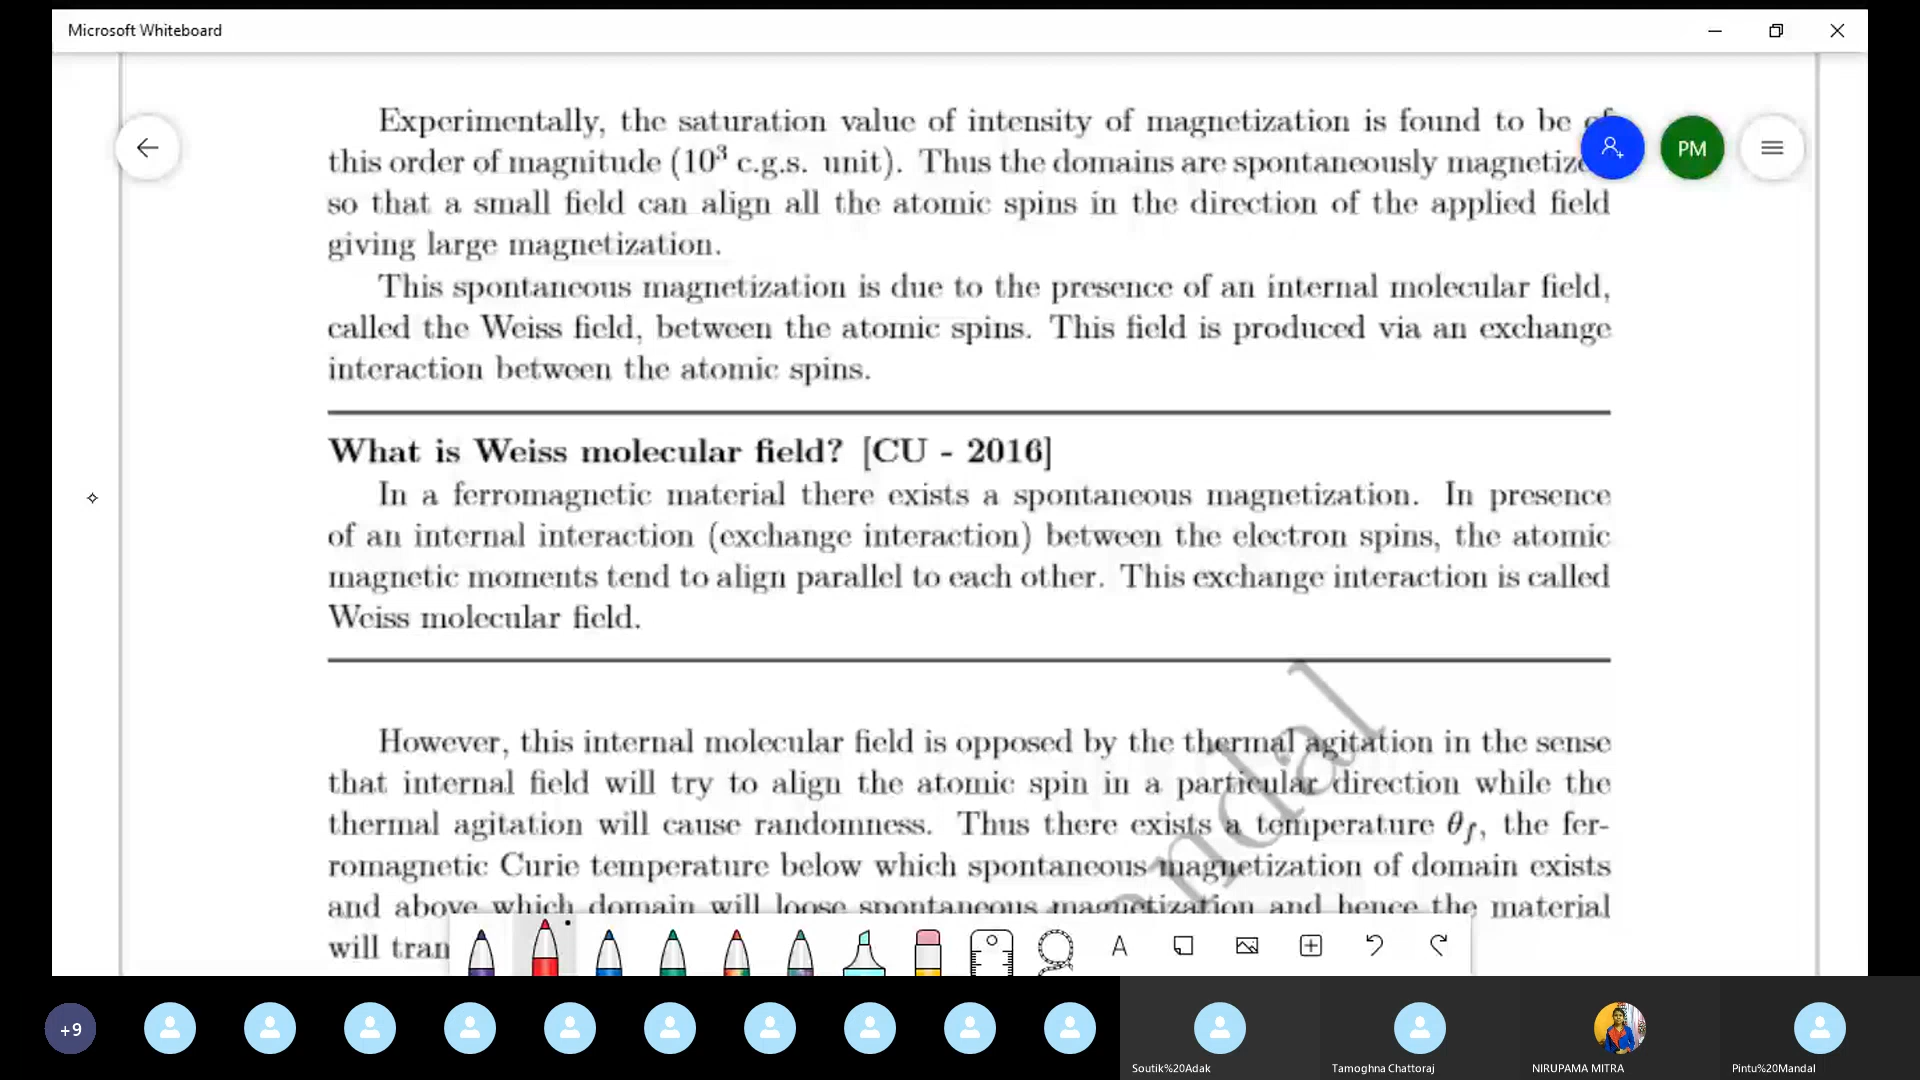 Microsoft Whiteboard
Experimentally, the saturation value of intensity of magnetization is found to be of
this order of magnitude (10³ c.g.s. unit). Thus the domains are spontaneously
so that a small field can align all the atomic spins in the direction of the applied field
giving large magnetization.
PM
This spontaneous magnetization is due to the presence of an internal molecular field,
called the Weiss field, between the atomic spins. This field is produced via an exchange
interaction between the atomic spins.
What is Weiss molecular field? [CU - 2016]
In a ferromagnetic material there exists a spontaneous magnetization. In presence
of an internal interaction (exchange interaction) between the electron spins, the atomic
magnetic moments tend to align parallel to each other. This exchange interaction is called
Weiss molecular field.
However, this internal molecular field is opposed by the thermal agitation in the sense
that internal field will try to align the atomic spin in a particular direction while the
thermal agitation will cause randomness. Thus there exists a temperature θf, the fer-
romagnetic Curie temperature below which spontaneous magnetization of domain exists
and above which domain will loose spontaneous magnetization and hence the material
will
ndal
A
+9
Soutik%20Adak
Tamoghna Chattoraj
NIRUPAMA MITRA
Pintu%20Mandal